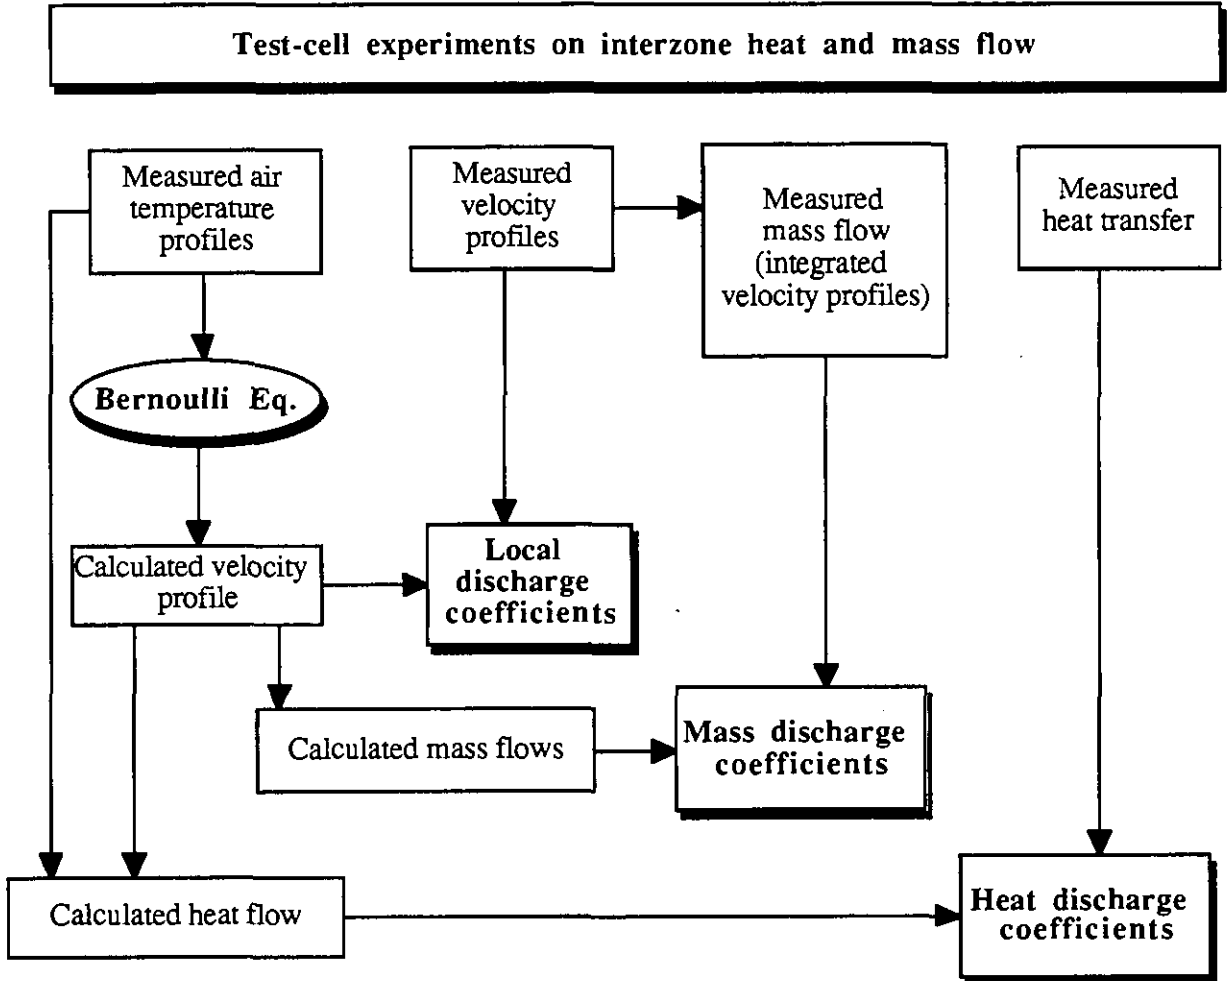 Test-cell experiments on interzone heat and mass flow
Measured air
temperature
profiles
Measured
velocity
profiles
Measured
mass flow
(integrated
velocity profiles)
Measured
heat transfer
Bernoulli Eq.
Calculated velocity
profile
Local
discharge
coefficients
Calculated mass flows
Mass discharge
coefficients
Calculated heat flow
Heat discharge
coefficients